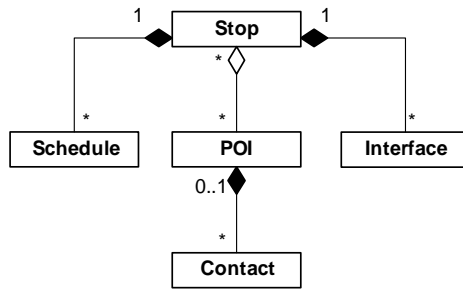 1
Stop
1
*
*
*
*
Schedule
POI
Interface
0..1
*
Contact